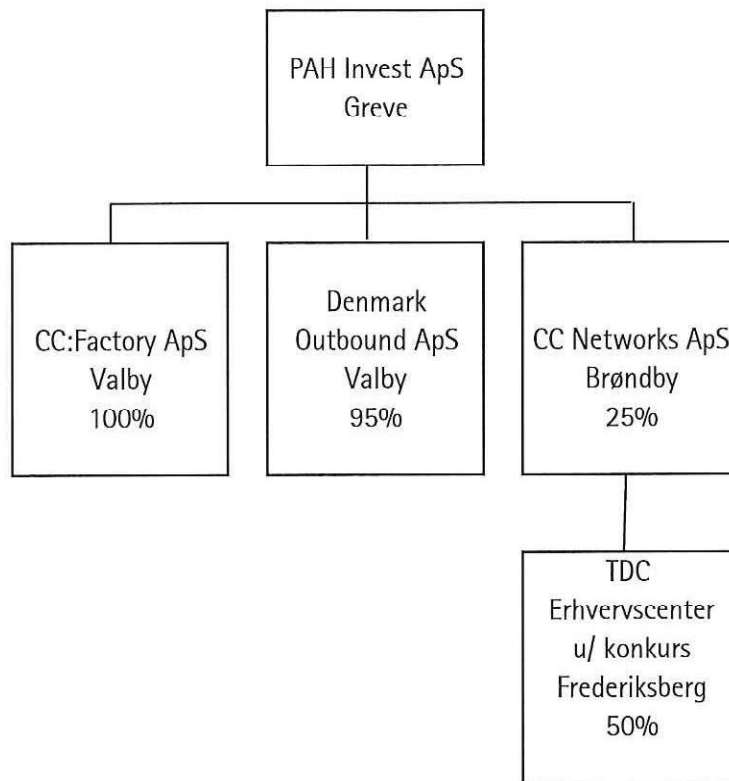 PAH Invest ApS
Greve
CC:Factory ApS
Valby
100%
Denmark
Outbound ApS
Valby
95%
CC Networks ApS
Brøndby
25%
TDC
Erhvervscenter
u/ konkurs
Frederiksberg
50%